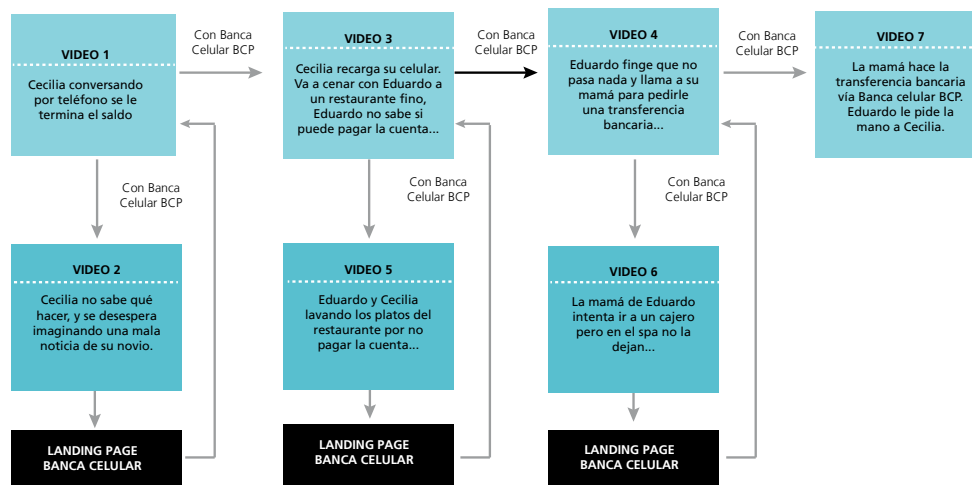 VIDEO 1
Cecilia conversando
por teléfono se le
termina el saldo
Con Banca
Celular BCP
VIDEO 3
Cecilia recarga su celular.
Va a cenar con Eduardo a
un restaurante fino,
Eduardo no sabe si
puede pagar la cuenta...
Con Banca
Celular BCP
VIDEO 4
Eduardo finge que no
pasa nada y llama a su
mamá para pedirle
una transferencia
bancaria...
Con Banca
Celular BCP
VIDEO 7
La mamá hace la
transferencia bancaria
vía Banca celular BCP.
Eduardo le pide la
mano a Cecilia.
Con Banca
Celular BCP
Con Banca
Celular BCP
Con Banca
Celular BCP
VIDEO 2
Cecilia no sabe qué
hacer, y se desespera
imaginando una mala
noticia de su novio.
VIDEO 5
Eduardo y Cecilia
lavando los platos del
restaurante por no
pagar la cuenta...
VIDEO 6
La mamá de Eduardo
intenta ir a un cajero
pero en el spa no la
dejan...
LANDING PAGE
BANCA CELULAR
LANDING PAGE
BANCA CELULAR
LANDING PAGE
BANCA CELULAR